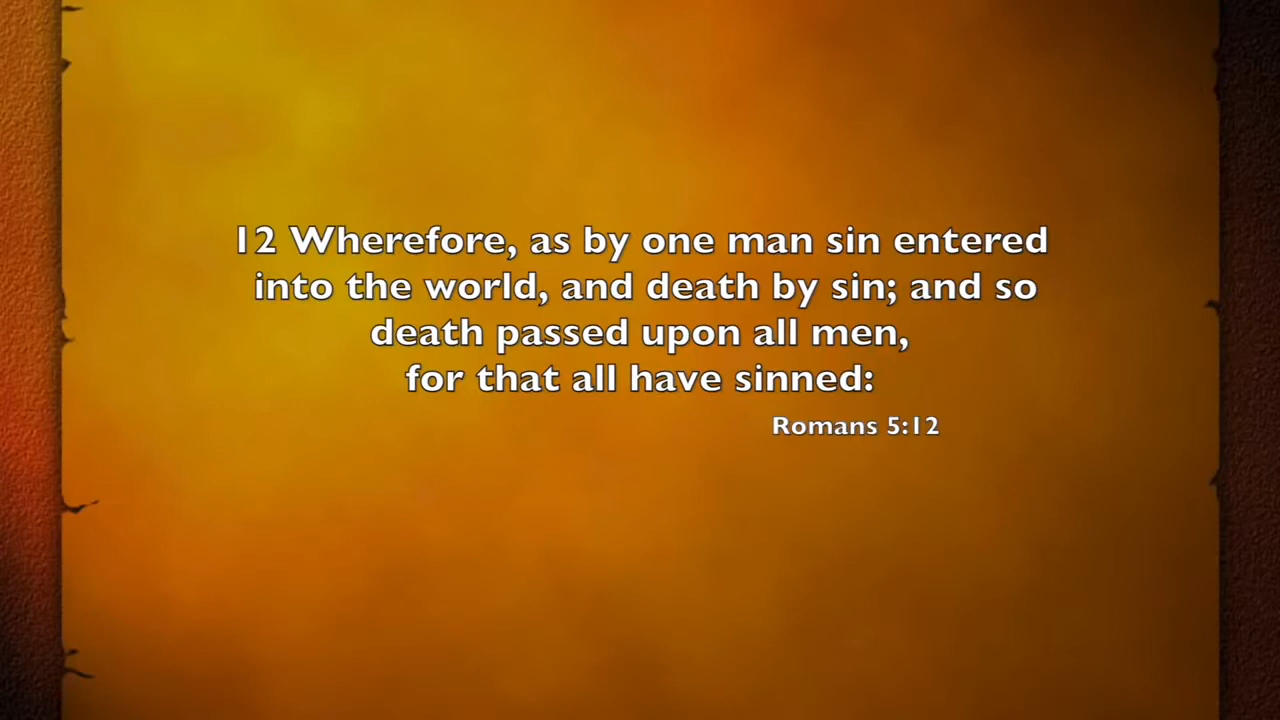 12 Wherefore, as by one man sin entered
into the world, and death by sin; and so
death passed upon all men,
for that all have sinned:
Romans 5:12